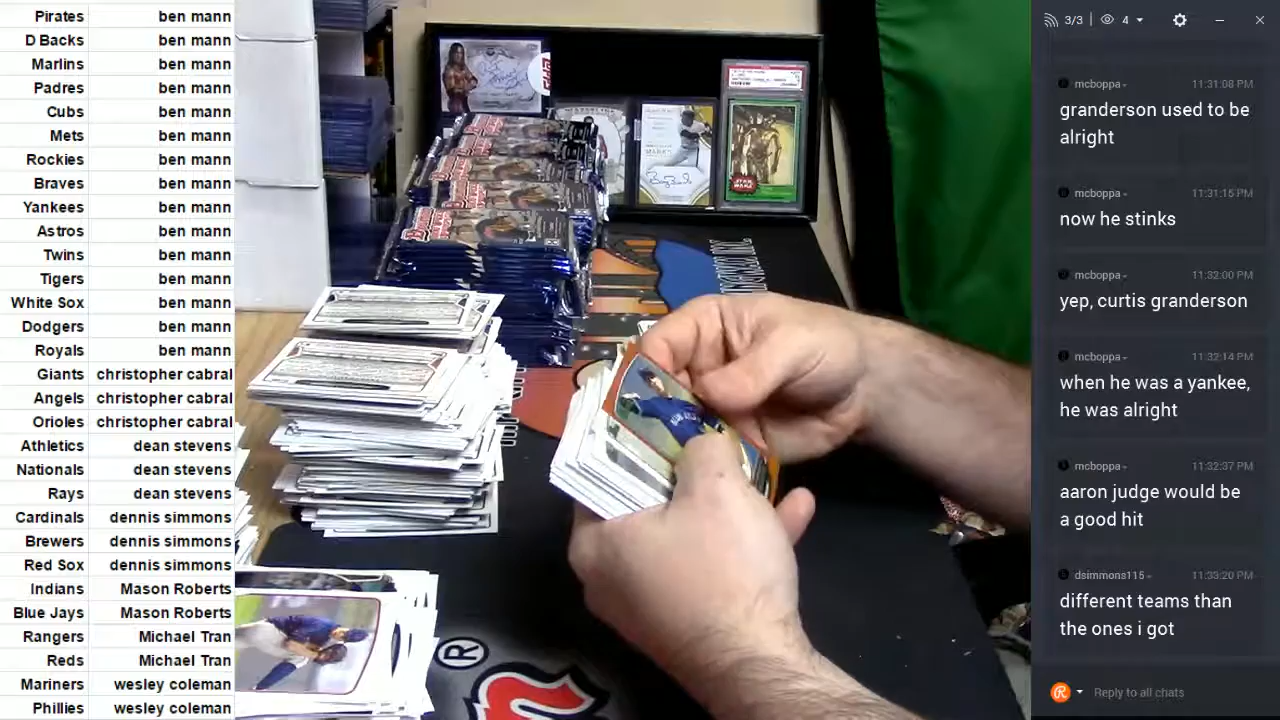 Pirates ben mann
D Backs ben mann
Marlins ben mann
Padres ben mann
Cubs ben mann
Mets ben mann
Rockies ben mann
Braves ben mann
Yankees ben mann
Astros ben mann
Twins ben mann
Tigers ben mann
White Sox ben mann
Dodgers ben mann
Royals ben mann
Giants christopher cabral
Angels christopher cabral
Orioles christopher cabral
Athletics dean stevens
Nationals dean stevens
Rays dean stevens
Cardinals dennis simmons
Brewers dennis simmons
Red Sox dennis simmons
Indians Mason Roberts
Blue Jays Mason Roberts
Rangers Michael Tran
Reds Michael Tran
Mariners wesley coleman
Phillies wesley coleman
STAR
WARS
®
3/3 4
mcboppa 11:31:08 PM
granderson used to be
alright
mcboppa 11:31:15 PM
now he stinks
mcboppa 11:32:00 PM
yep, curtis granderson
mcboppa 11:32:14 PM
when he was a yankee,
he was alright
mcboppa 11:32:37 PM
aaron judge would be
a good hit
dsimmons115 11:33:20 PM
different teams than
the ones i got
Reply to all chats